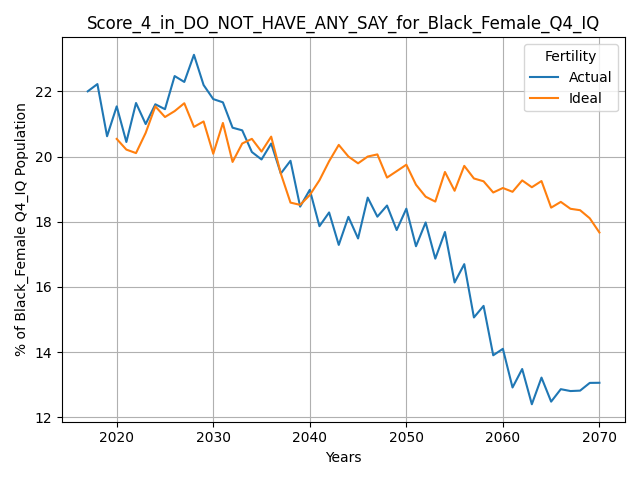 Score_4_in_DO_NOT_HAVE_ANY_SAY_for_Black_Female_Q4_IQ
Fertility
Actual
Ideal
% of Black_Female Q4_IQ Population
22
20
18
16
14
12
2020
2030
2040
2050
2060
2070
Years